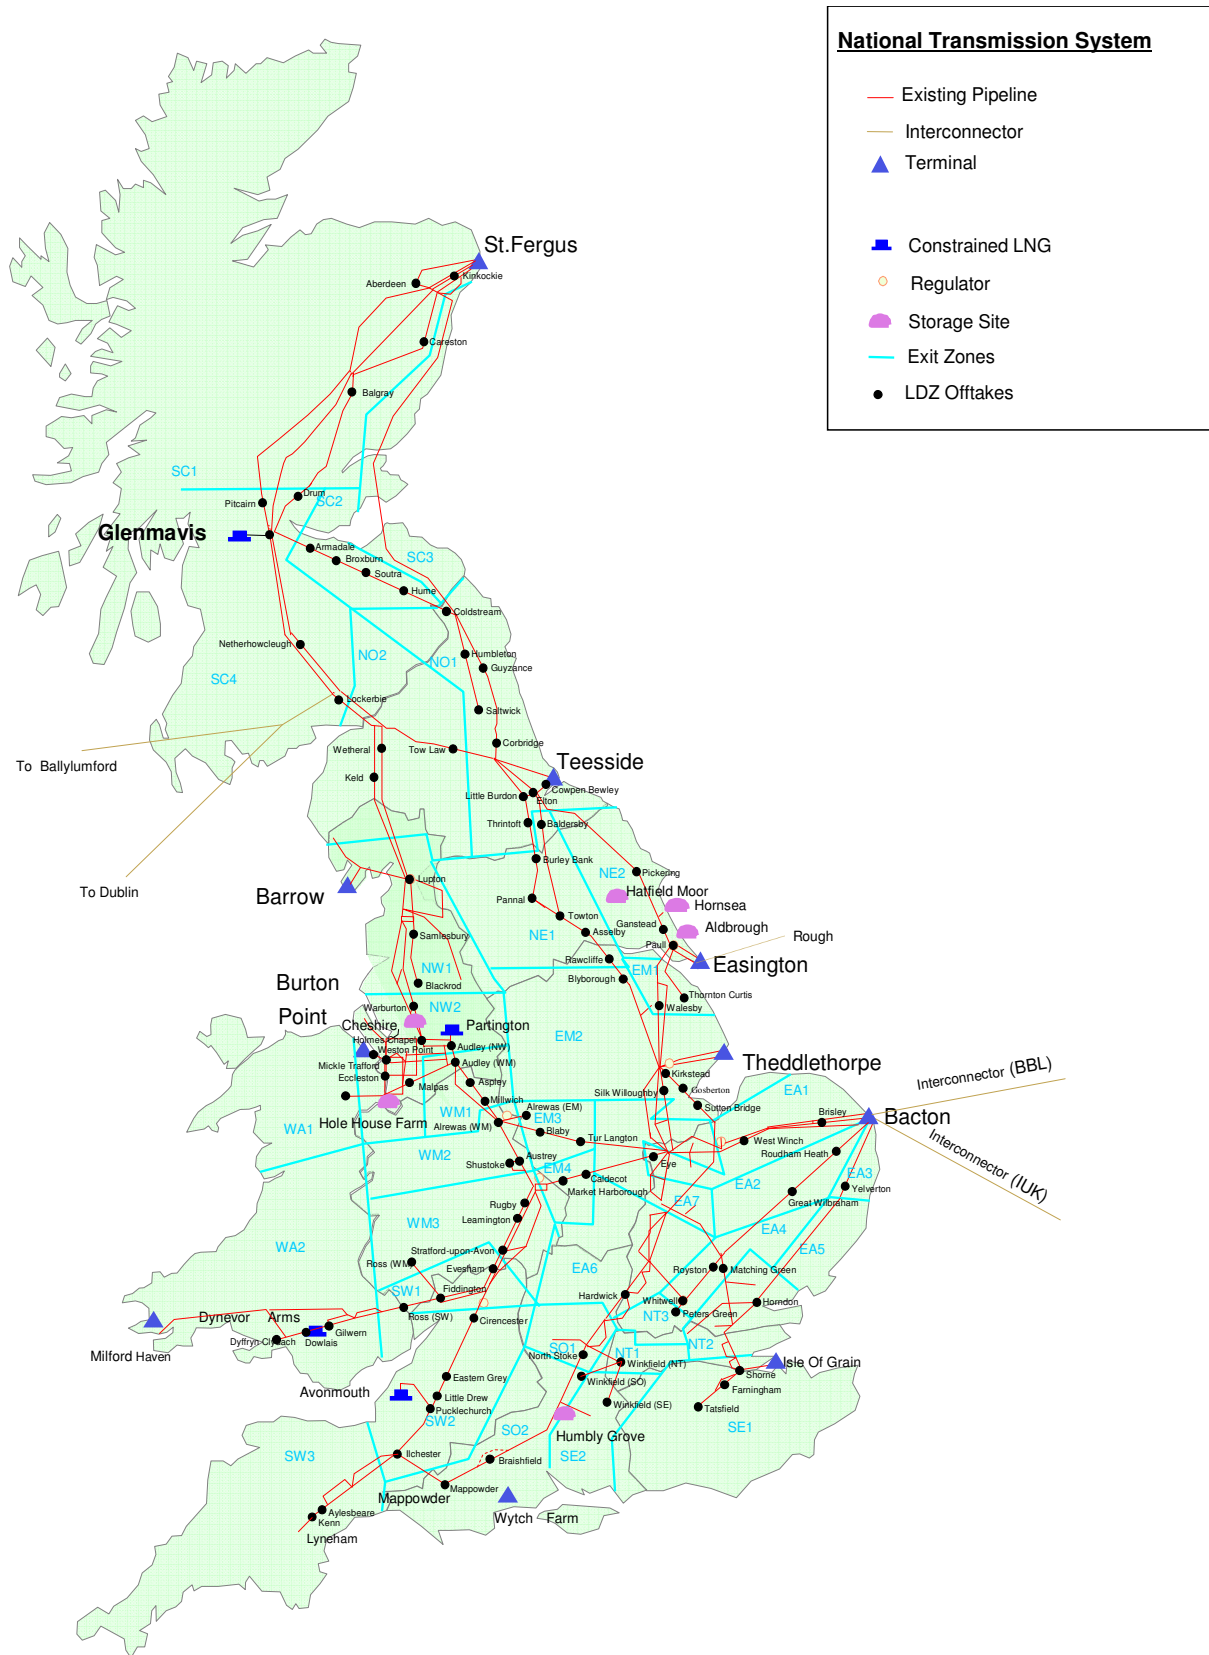 National Transmission System
Existing Pipeline
Interconnector
Terminal
Constrained LNG
Regulator
Storage Site
Exit Zones
LDZ Offtakes
St.Fergus
Kinkockie
Aberdeen
Careston
Balgray
SC1
Drum
SC2
Pitcairn
Glenmavis
Armadale
SC3
Broxburn
Soutra
Hume
Coldstream
Netherhowcleugh
NO2
NO1
Humbleton
Guyzance
SC4
Lockerbie
Saltwick
Wetheral
Tow Law
Corbridge
To Ballylumford
Teesside
Keld
Cowpen Bewley
Little Burdon
Elton
Thrintoft
Baldersby
Burley Bank
To Dublin
Barrow
Lupton
NE2
Pickering
Hatfield Moor
Hornsea
Pannal
Towton
Ganstead
Aldbrough
Samlesbury
NE1
Asselby
Paull
Rough
Rawcliffe
EM1
Easington
NW1
Blyborough
Burton
Point
Blackrod
Thornton Curtis
Warburton
NW2
Walesby
Cheshire
Partington
EM2
Holmes Chapel
Audley (NW)
Weston Point
Mickle Trafford
Audley (WM)
Theddlethorpe
Eccleston
Malpas
Aspley
Kirkstead
Silk Willoughby
Gosberton
EA1
Interconnector (BBL)
Hole House Farm
Millwich
Sutton Bridge
WM1
Alrewas (EM)
Brisley
Bacton
WA1
Alrewas (WM)
EM3
Blaby
Tur Langton
West Winch
Roudham Heath
Interconnector (IUK)
WM2
Austrey
Shustoke
EM4
Caldecot
Eye
EA2
EA3
Market Harborough
Yelverton
Rugby
EA7
Great Wilbraham
Leamington
WM3
EA4
WA2
Stratford-upon-Avon
EA5
Ross (WM)
Evesham
EA6
Royston
Matching Green
SW1
Fiddington
Hardwick
Whitwell
Horndon
Dynevor Arms
Ross (SW)
NT3
Peters Green
Gilwern
Cirencester
Dyffryn Clydach
Dowlais
Milford Haven
SO1
NT1
NT2
North Stoke
Winkfield (NT)
Isle Of Grain
Shorne
Eastern Grey
Winkfield (SO)
Farningham
Avonmouth
Little Drew
Winkfield (SE)
Tatsfield
Pucklechurch
SW2
SE1
SO2
Humbly Grove
SW3
Ilchester
SE2
Braishfield
Mappowder
Mappowder
Aylesbeare
Kenn
Wytch Farm
Lyneham